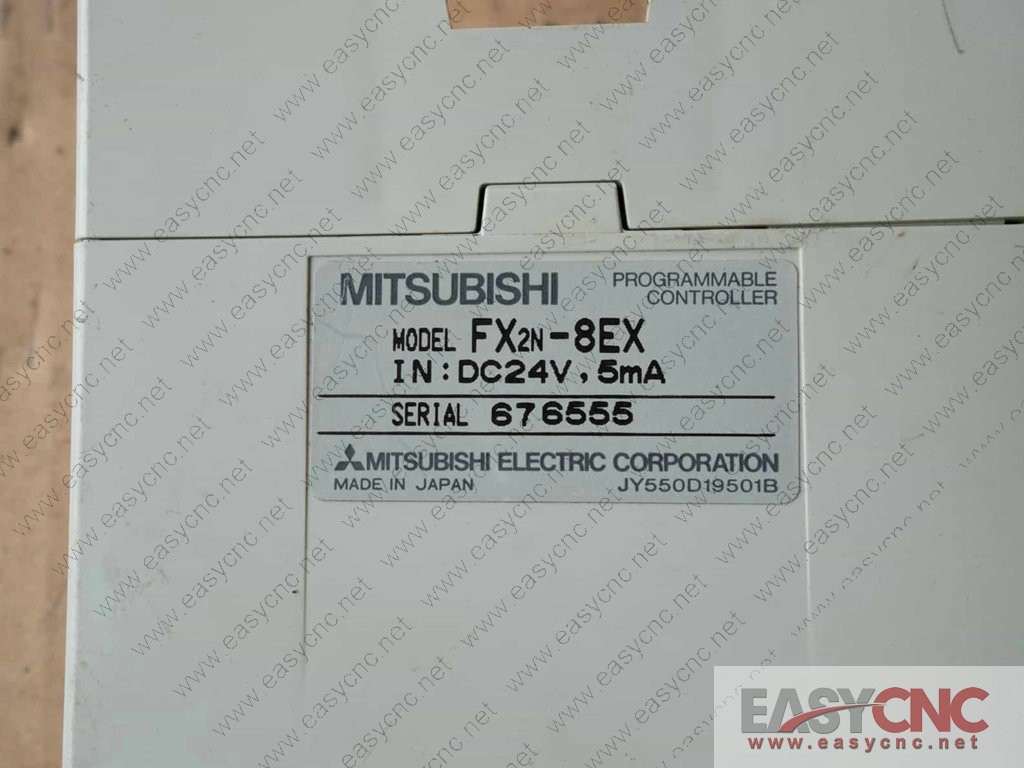 MITSUBISHI
PROGRAMMABLE
CONTROLLER
MODEL FX2N-8EX
IN:DC24V, 5mA
SERIAL 676555
MITSUBISHI ELECTRIC CORPORATION
MADE IN JAPAN JY550D19501B
EASYCNC
www.easycnc.net